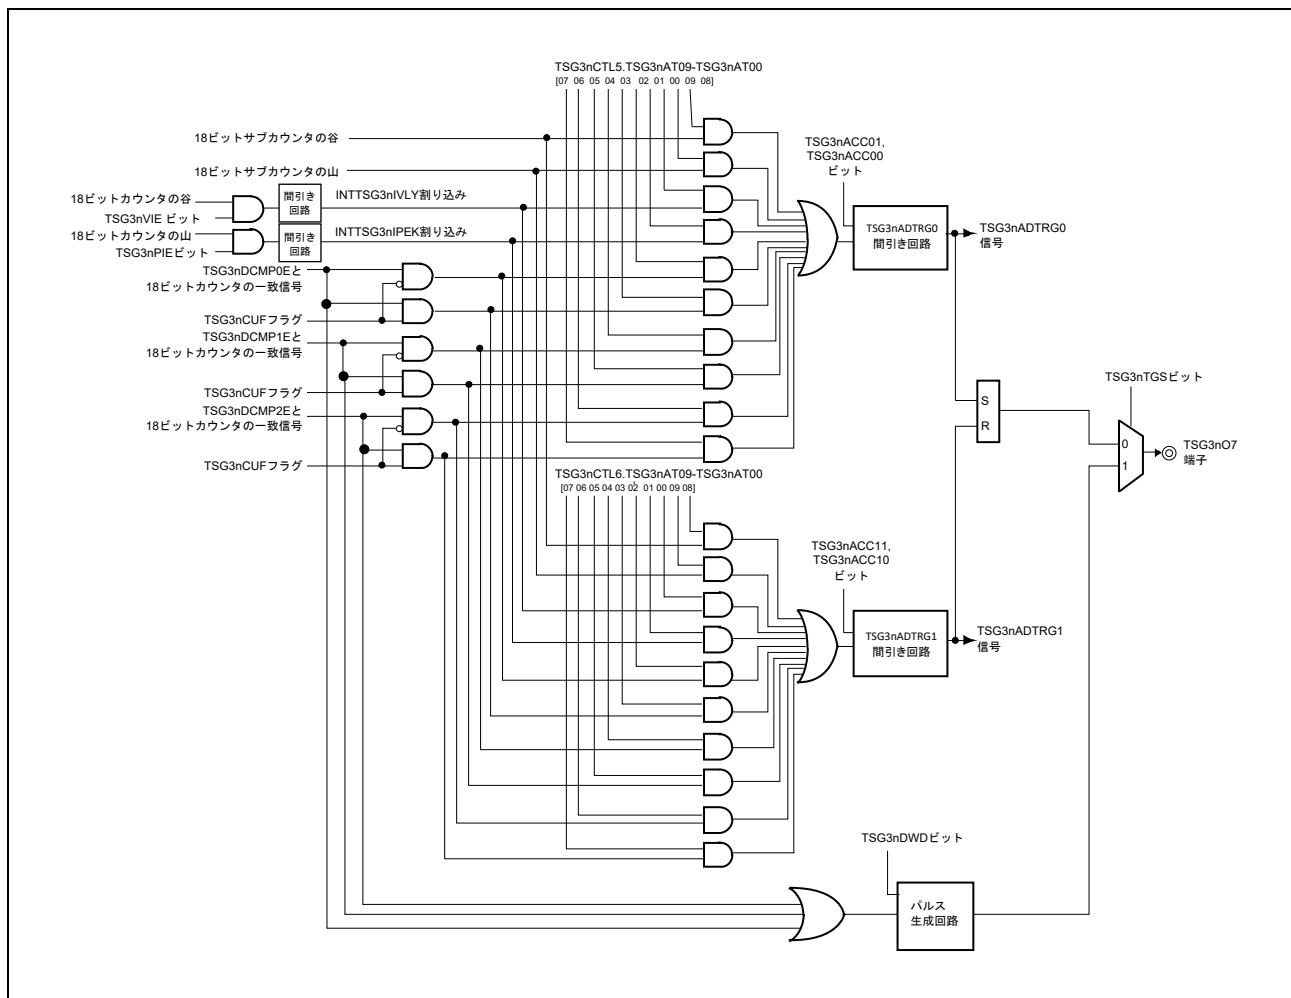 TSG3nCTL5.TSG3nAT09-TSG3nAT00
[07 06 05 04 03 02 01 00 09 08]
18ビットサブカウンタの谷
18ビットサブカウンタの山
18ビットカウンタの谷
TSG3nVIE ビット
間引き
回路
INTTSG3nIVLY割り込み
18ビットカウンタの山
TSG3nPIEビット
間引き
回路
INTTSG3nIPEK割り込み
TSG3nDCMP0Eと
18ビットカウンタの一致信号
TSG3nCUFフラグ
TSG3nDCMP1Eと
18ビットカウンタの一致信号
TSG3nCUFフラグ
TSG3nDCMP2Eと
18ビットカウンタの一致信号
TSG3nCUFフラグ
TSG3nACC01,
TSG3nACC00
ビット
TSG3nADTRG0
間引き回路
TSG3nADTRG0
信号
TSG3nTGSビット
S
R
0
1
TSG3nO7
端子
TSG3nCTL6.TSG3nAT09-TSG3nAT00
[07 06 05 04 03 02 01 00 09 08]
TSG3nACC11,
TSG3nACC10
ビット
TSG3nADTRG1
間引き回路
TSG3nADTRG1
信号
TSG3nDWDビット
パルス
生成回路